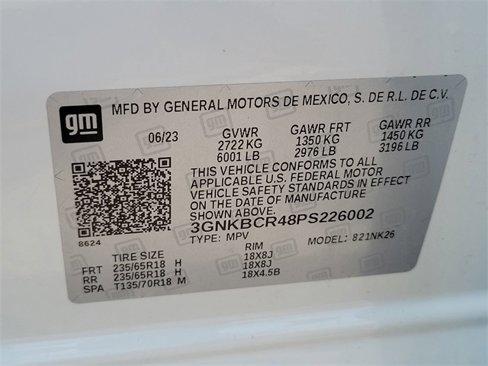 gm
MFD BY GENERAL MOTORS DE MEXICO, S. DE R.L. DE C.V.
06/23 GVWR GAWR FRT GAWR RR
2722 KG 1350 KG 1450 KG
6001 LB 2976 LB 3196 LB
THIS VEHICLE CONFORMS TO ALL
APPLICABLE U.S. FEDERAL MOTOR
VEHICLE SAFETY STANDARDS IN EFFECT
ON THE DATE OF MANUFACTURE
SHOWN ABOVE.
3GNKBCR48PS226002
8624
TYPE: MPV MODEL: 821NK26
TIRE SIZE RIM
FRT 235/65R18 H 18X8J
RR 235/65R18 H 18X8J
SPA T135/70R18 M 18X4.5B